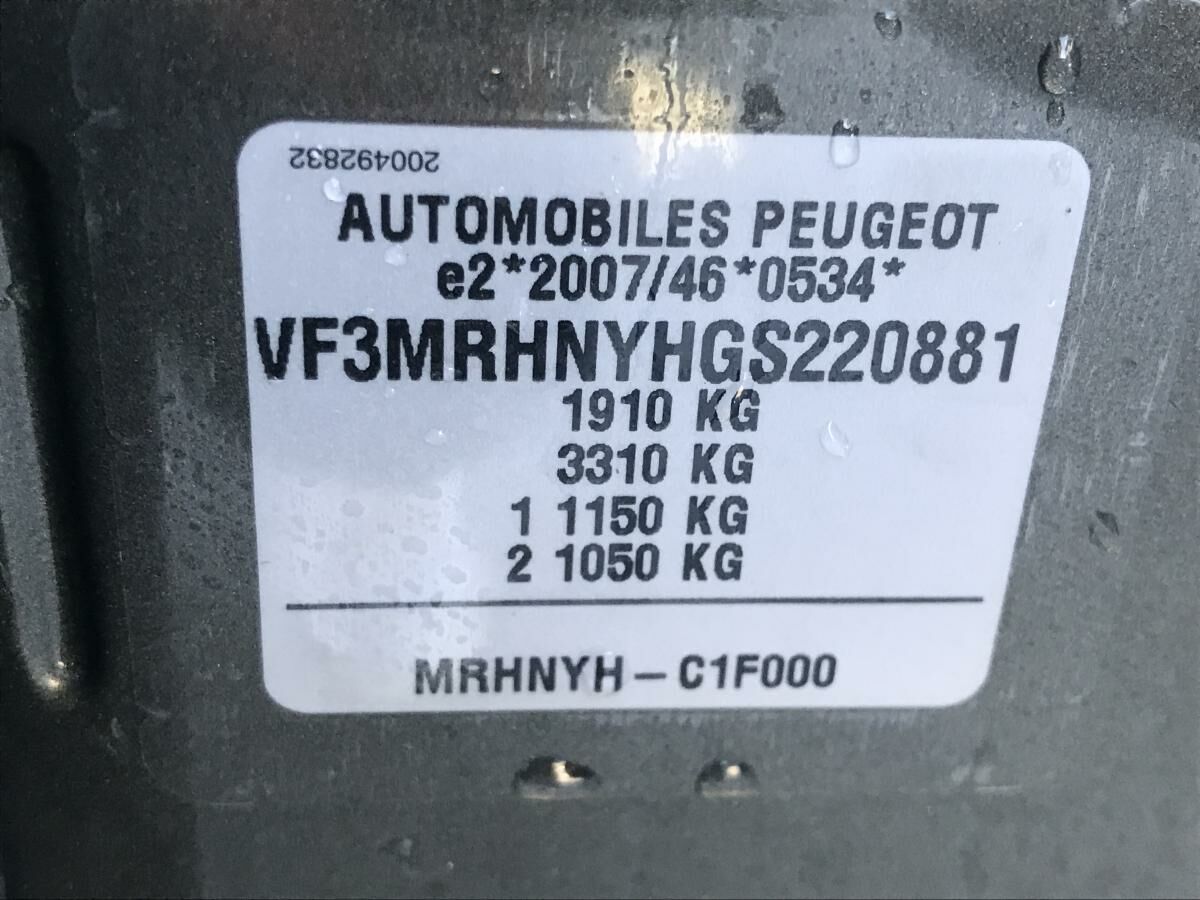 200492832
AUTOMOBILES PEUGEOT
e2*2007/46*0534*
VF3MRHNYHGS220881
1910 KG
3310 KG
1 1150 KG
2 1050 KG
MRHNYH-C1F000